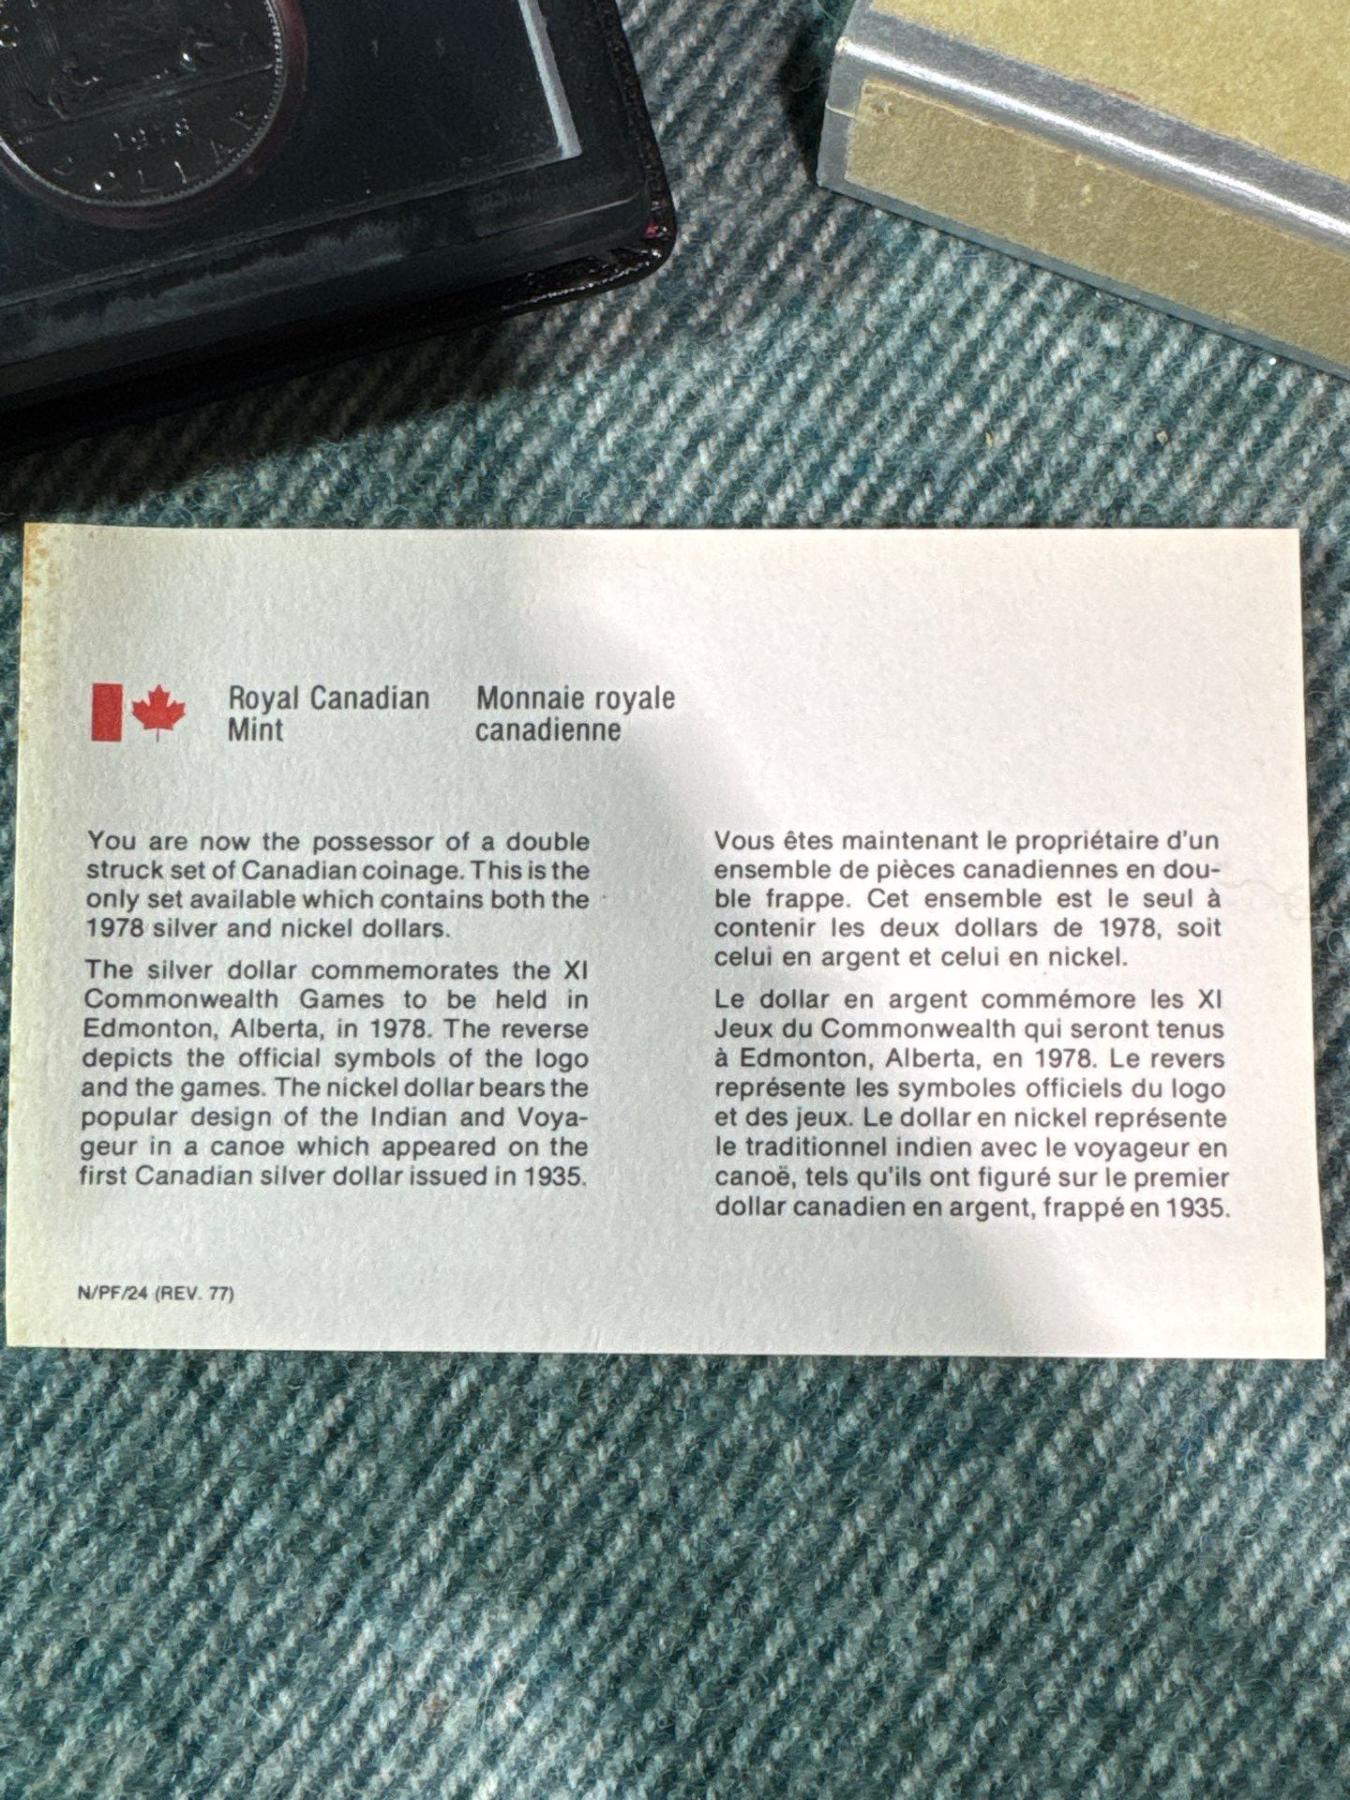 1978
DOLLAR
Royal Canadian
Mint
Monnaie royale
canadienne
You are now the possessor of a double
struck set of Canadian coinage. This is the
only set available which contains both the
1978 silver and nickel dollars.
The silver dollar commemorates the XI
Commonwealth Games to be held in
Edmonton, Alberta, in 1978. The reverse
depicts the official symbols of the logo
and the games. The nickel dollar bears the
popular design of the Indian and Voya-
geur in a canoe which appeared on the
first Canadian silver dollar issued in 1935.
N/PF/24 (REV. 77)
Vous êtes maintenant le propriétaire d'un
ensemble de pièces canadiennes en dou-
ble frappe. Cet ensemble est le seul à
contenir les deux dollars de 1978, soit
celui en argent et celui en nickel.
Le dollar en argent commémore les XI
Jeux du Commonwealth qui seront tenus
à Edmonton, Alberta, en 1978. Le revers
représente les symboles officiels du logo
et des jeux. Le dollar en nickel représente
le traditionnel indien avec le voyageur en
canoë, tels qu'ils ont figuré sur le premier
dollar canadien en argent, frappé en 1935.